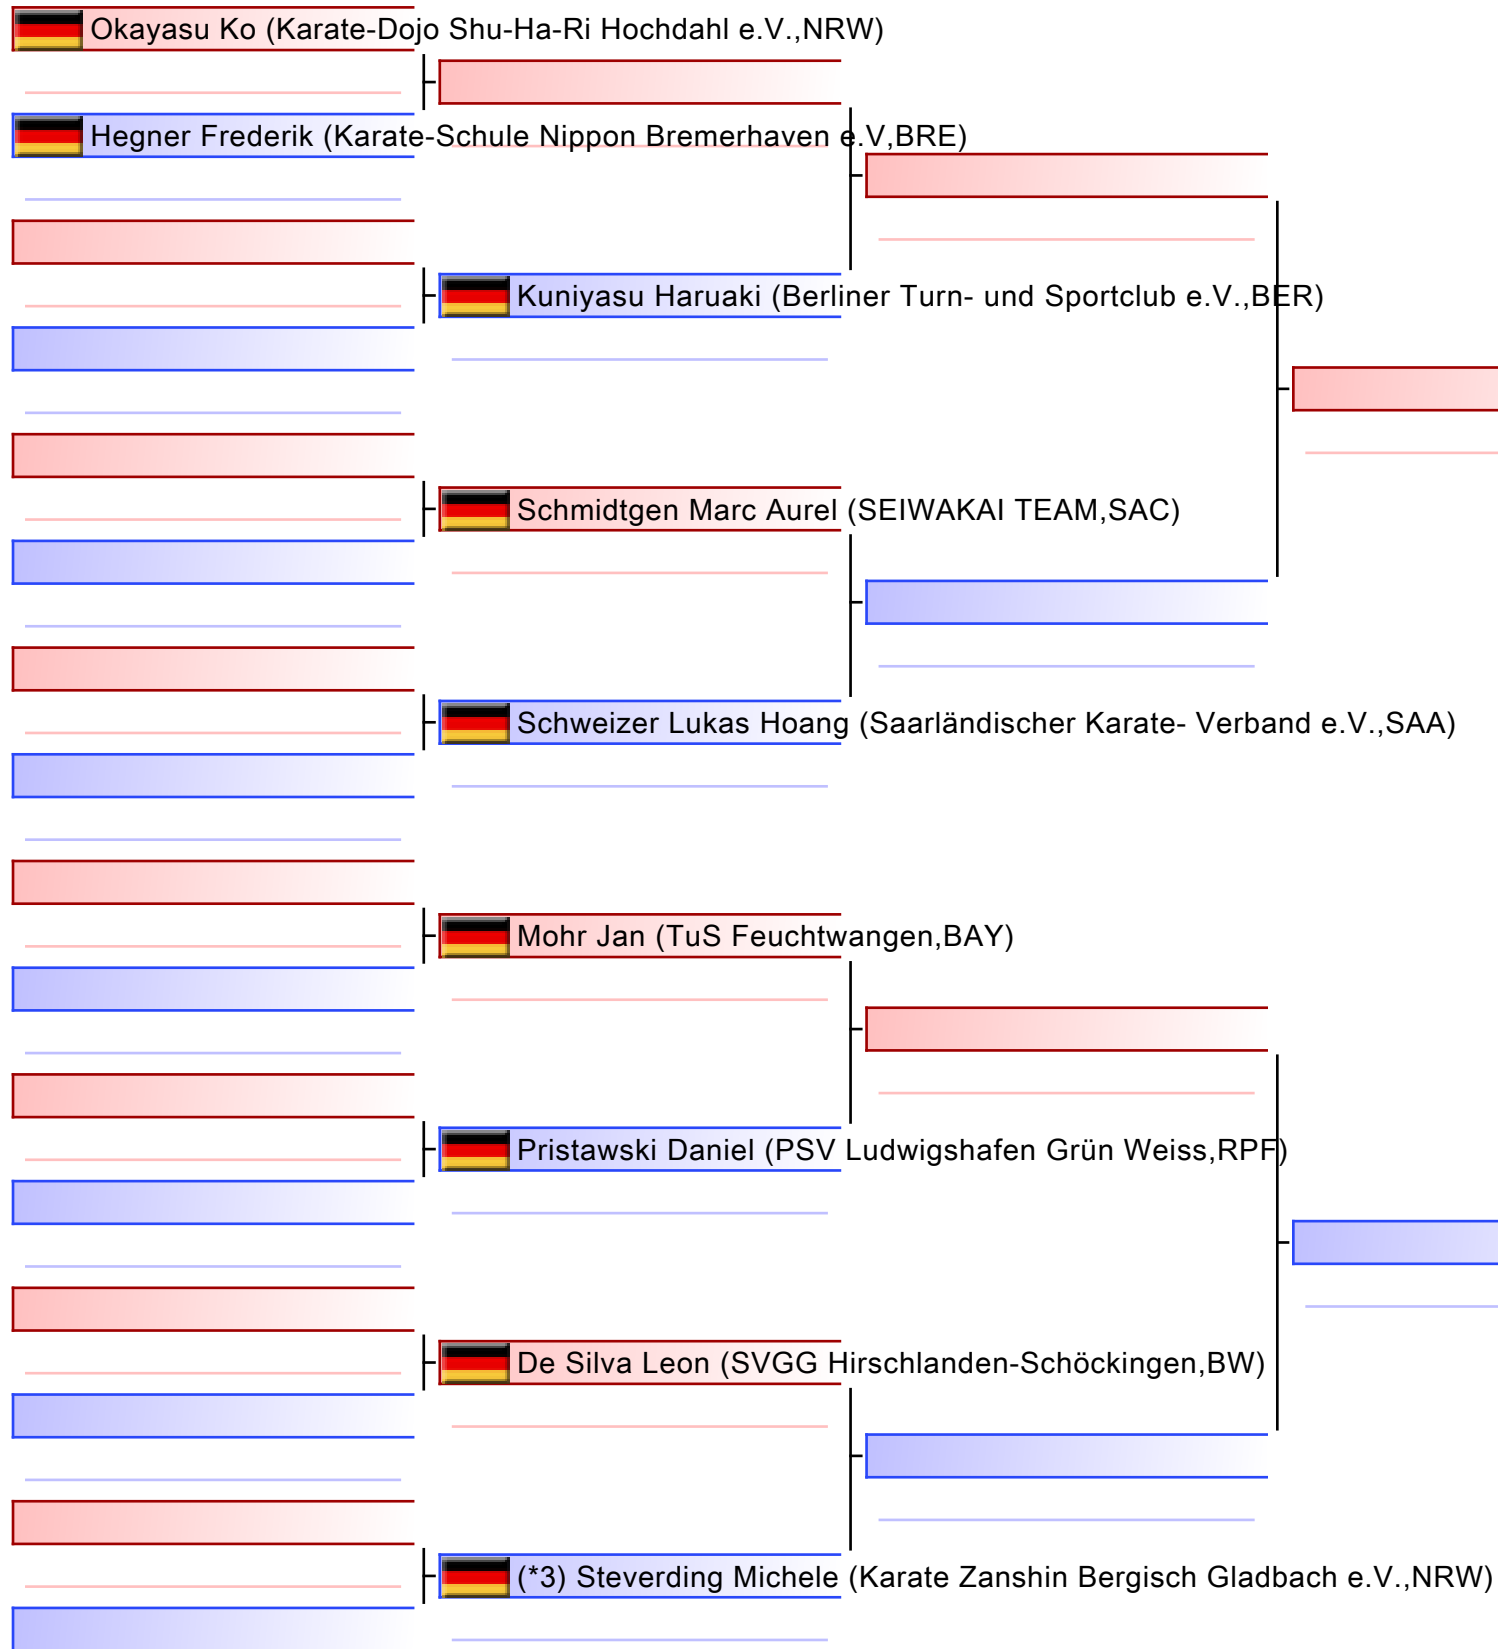 Okayasu Ko (Karate-Dojo Shu-Ha-Ri Hochdahl e.V.,NRW)
Hegner Frederik (Karate-Schule Nippon Bremerhaven e.V,BRE)
Kuniyasu Haruaki (Berliner Turn- und Sportclub e.V.,BER)
Schmidtgen Marc Aurel (SEIWAKAI TEAM,SAC)
Schweizer Lukas Hoang (Saarländischer Karate- Verband e.V.,SAA)
Mohr Jan (TuS Feuchtwangen,BAY)
Pristawski Daniel (PSV Ludwigshafen Grün Weiss,RPF)
De Silva Leon (SVGG Hirschlanden-Schöckingen,BW)
(*3) Steverding Michele (Karate Zanshin Bergisch Gladbach e.V.,NRW)